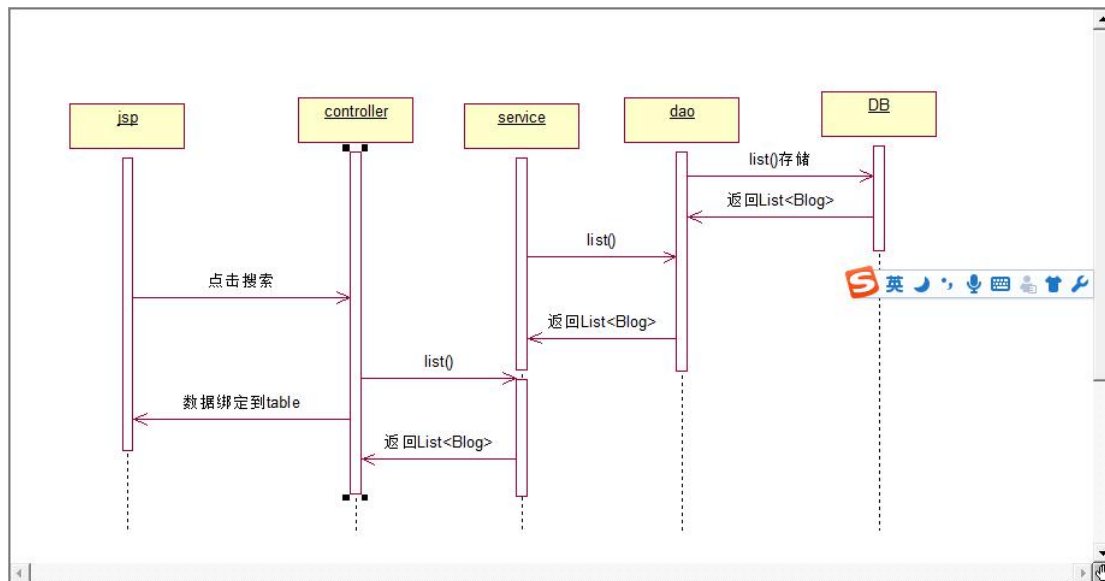 jsp
controller
service
dao
DB
list()存储
返回List<Blog>
list()
点击搜索
英
返回List<Blog>
list()
数据绑定到table
返回List<Blog>